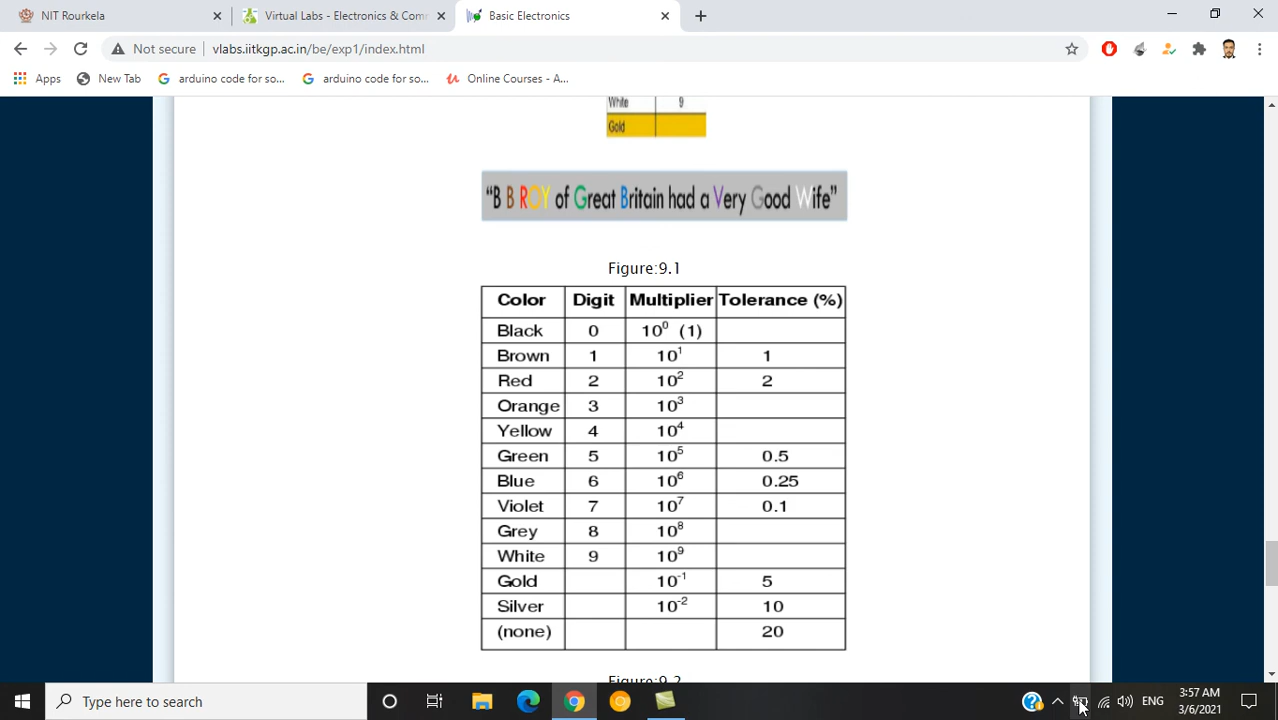 NIT Rourkela
Virtual Labs - Electronics & Comm
Basic Electronics
Not secure | vlabs.iitkgp.ac.in/be/exp1/index.html
Apps New Tab arduino code for so... arduino code for so... Online Courses - A...
White 9
Gold
"B B ROY of Great Britain had a Very Good Wife"
Figure:9.1
Color Digit Multiplier Tolerance (%)
Black 0 10⁰ (1)
Brown 1 10¹ 1
Red 2 10² 2
Orange 3 10³
Yellow 4 10⁴
Green 5 10⁵ 0.5
Blue 6 10⁶ 0.25
Violet 7 10⁷ 0.1
Grey 8 10⁸
White 9 10⁹
Gold 10⁻¹ 5
Silver 10⁻² 10
(none) 20
Figure:9.2
Type here to search
ENG
3:57 AM
3/6/2021